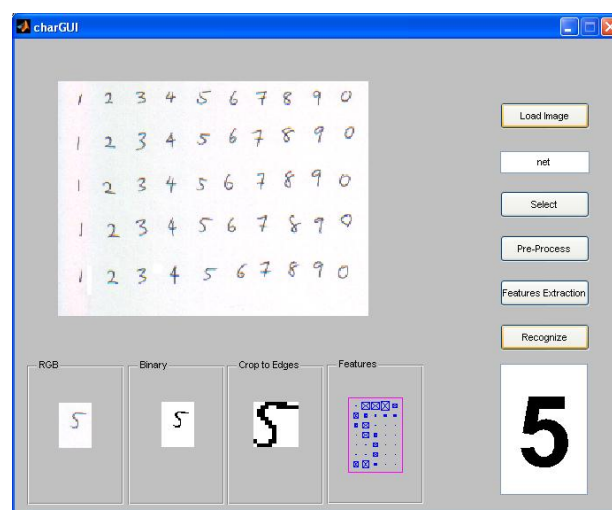 charGUI
1 2 3 4 5 6 7 8 9 0
1 2 3 4 5 6 7 8 9 0
1 2 3 4 5 6 7 8 9 0
1 2 3 4 5 6 7 8 9 0
1 2 3 4 5 6 7 8 9 0
Load Image
net
Select
Pre-Process
Features Extraction
Recognize
RGB
Binary
Crop to Edges
Features
5
5
5
5